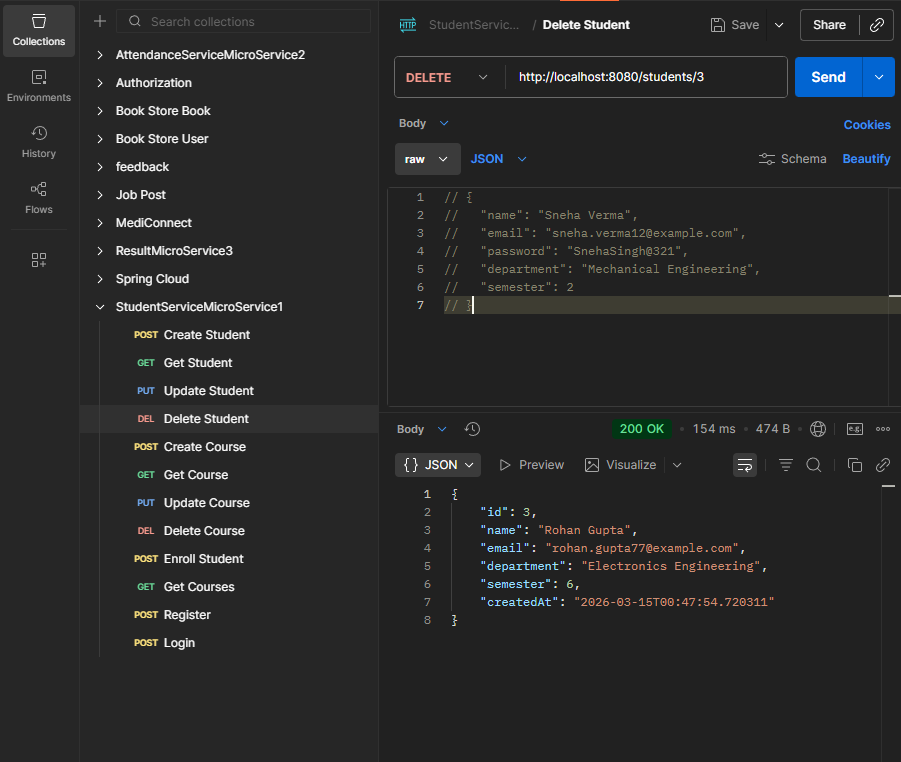 Collections
Environments
History
Flows
Search collections
AttendanceServiceMicroService2
Authorization
Book Store Book
Book Store User
feedback
Job Post
MediConnect
ResultMicroService3
Spring Cloud
StudentServiceMicroService1
POST Create Student
GET Get Student
PUT Update Student
DEL Delete Student
POST Create Course
GET Get Course
PUT Update Course
DEL Delete Course
POST Enroll Student
GET Get Courses
POST Register
POST Login
HTTP StudentServic... / Delete Student Save Share
DELETE http://localhost:8080/students/3 Send
Body Cookies
raw JSON Schema Beautify
1 // {
2 //   "name": "Sneha Verma",
3 //   "email": "sneha.verma12@example.com",
4 //   "password": "SnehaSingh@321",
5 //   "department": "Mechanical Engineering",
6 //   "semester": 2
7 // }
Body 200 OK • 154 ms • 474 B • e.g.
{} JSON Preview Visualize
1 {
2     "id": 3,
3     "name": "Rohan Gupta",
4     "email": "rohan.gupta77@example.com",
5     "department": "Electronics Engineering",
6     "semester": 6,
7     "createdAt": "2026-03-15T00:47:54.720311"
8 }